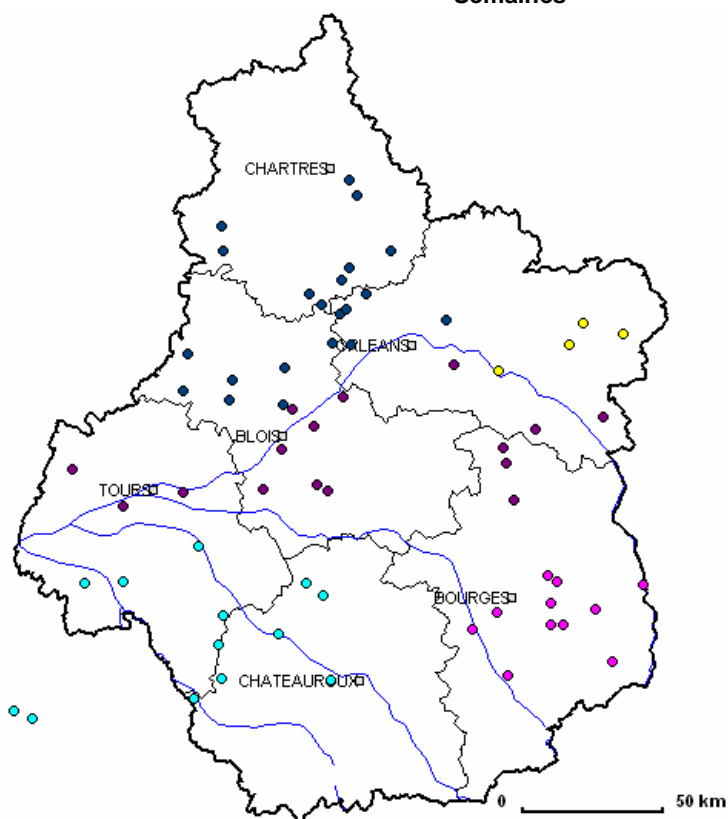 Semaines
CHARTRES
ORLEANS
BLOIS
TOURS
BOURGES
CHATEAUROUX
0 50 km